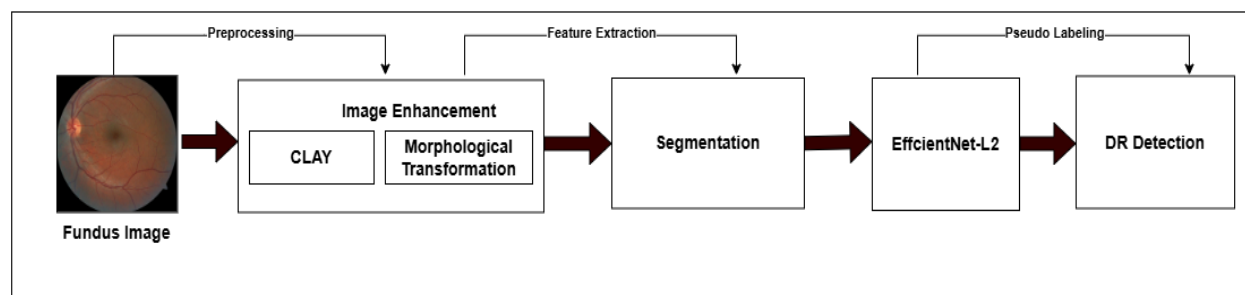 Preprocessing
Feature Extraction
Pseudo Labeling
Image Enhancement
CLAY
Morphological
Transformation
Segmentation
EffcientNet-L2
DR Detection
Fundus Image